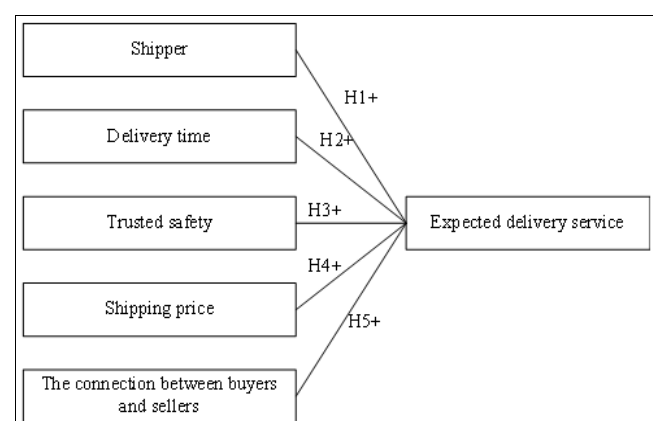 Shipper
H1+
Delivery time
H2+
Trusted safety
H3+
Expected delivery service
H4+
Shipping price
H5+
The connection between buyers
and sellers